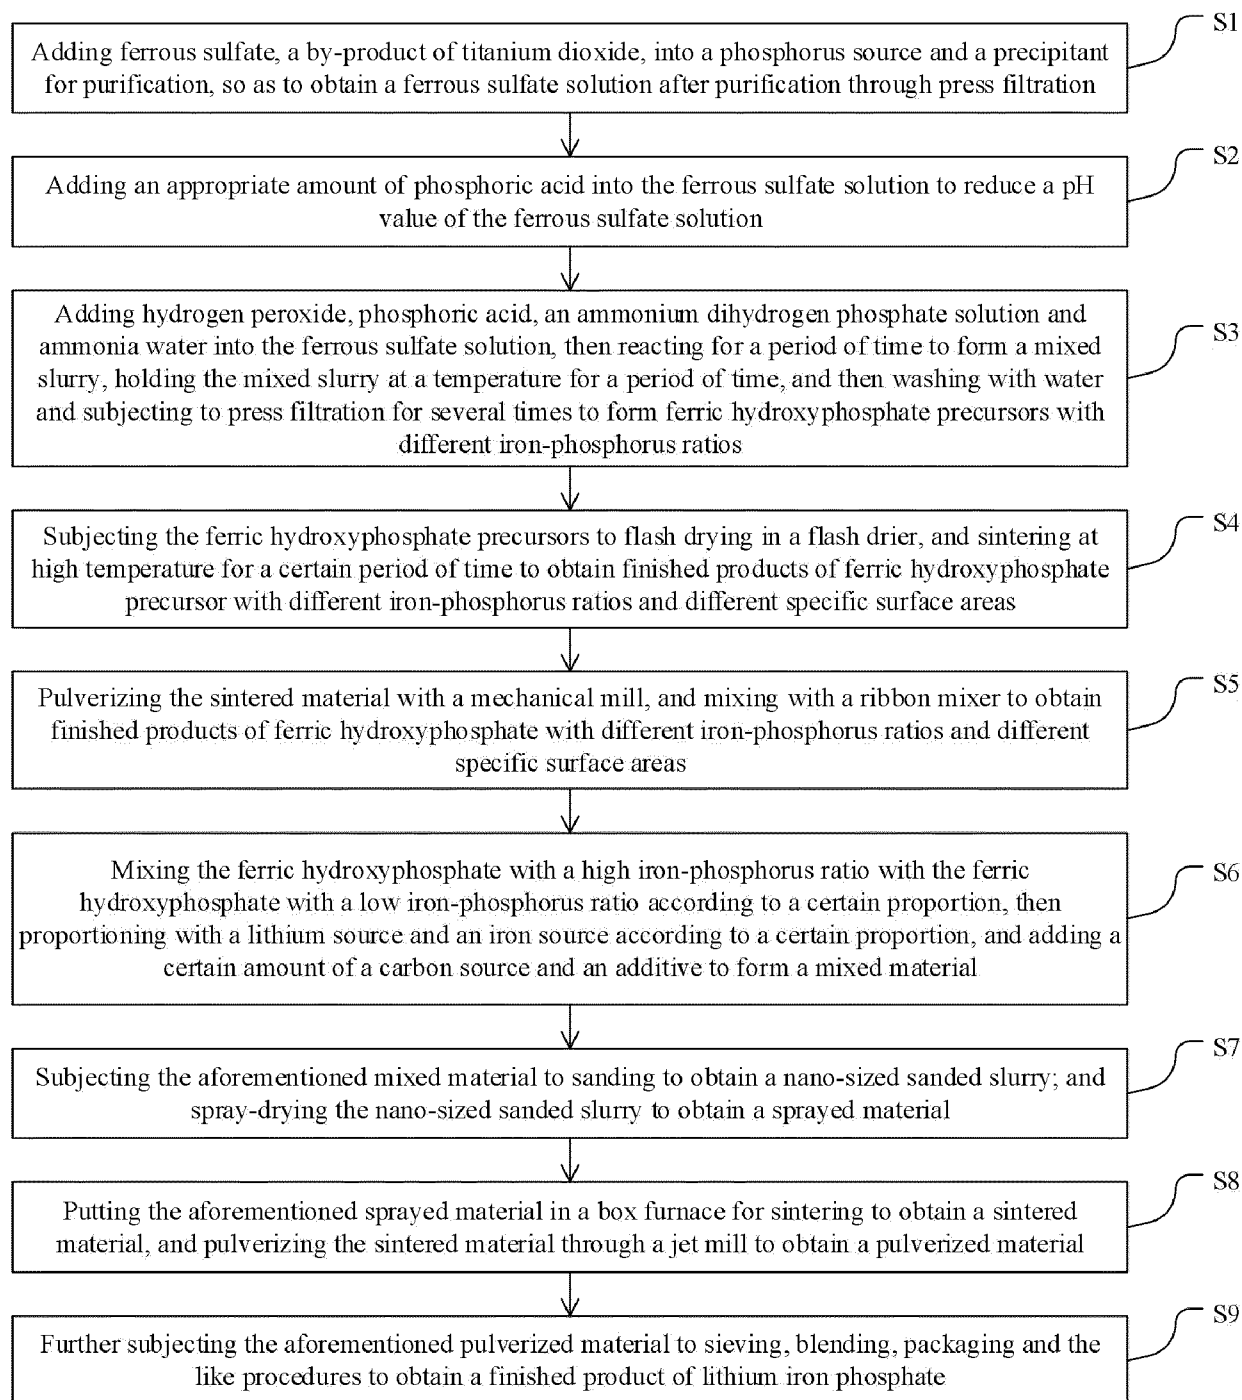 S1
Adding ferrous sulfate, a by-product of titanium dioxide, into a phosphorus source and a precipitant
for purification, so as to obtain a ferrous sulfate solution after purification through press filtration
S2
Adding an appropriate amount of phosphoric acid into the ferrous sulfate solution to reduce a pH
value of the ferrous sulfate solution
S3
Adding hydrogen peroxide, phosphoric acid, an ammonium dihydrogen phosphate solution and
ammonia water into the ferrous sulfate solution, then reacting for a period of time to form a mixed
slurry, holding the mixed slurry at a temperature for a period of time, and then washing with water
and subjecting to press filtration for several times to form ferric hydroxyphosphate precursors with
different iron-phosphorus ratios
S4
Subjecting the ferric hydroxyphosphate precursors to flash drying in a flash drier, and sintering at
high temperature for a certain period of time to obtain finished products of ferric hydroxyphosphate
precursor with different iron-phosphorus ratios and different specific surface areas
S5
Pulverizing the sintered material with a mechanical mill, and mixing with a ribbon mixer to obtain
finished products of ferric hydroxyphosphate with different iron-phosphorus ratios and different
specific surface areas
S6
Mixing the ferric hydroxyphosphate with a high iron-phosphorus ratio with the ferric
hydroxyphosphate with a low iron-phosphorus ratio according to a certain proportion, then
proportioning with a lithium source and an iron source according to a certain proportion, and adding a
certain amount of a carbon source and an additive to form a mixed material
S7
Subjecting the aforementioned mixed material to sanding to obtain a nano-sized sanded slurry; and
spray-drying the nano-sized sanded slurry to obtain a sprayed material
S8
Putting the aforementioned sprayed material in a box furnace for sintering to obtain a sintered
material, and pulverizing the sintered material through a jet mill to obtain a pulverized material
S9
Further subjecting the aforementioned pulverized material to sieving, blending, packaging and the
like procedures to obtain a finished product of lithium iron phosphate